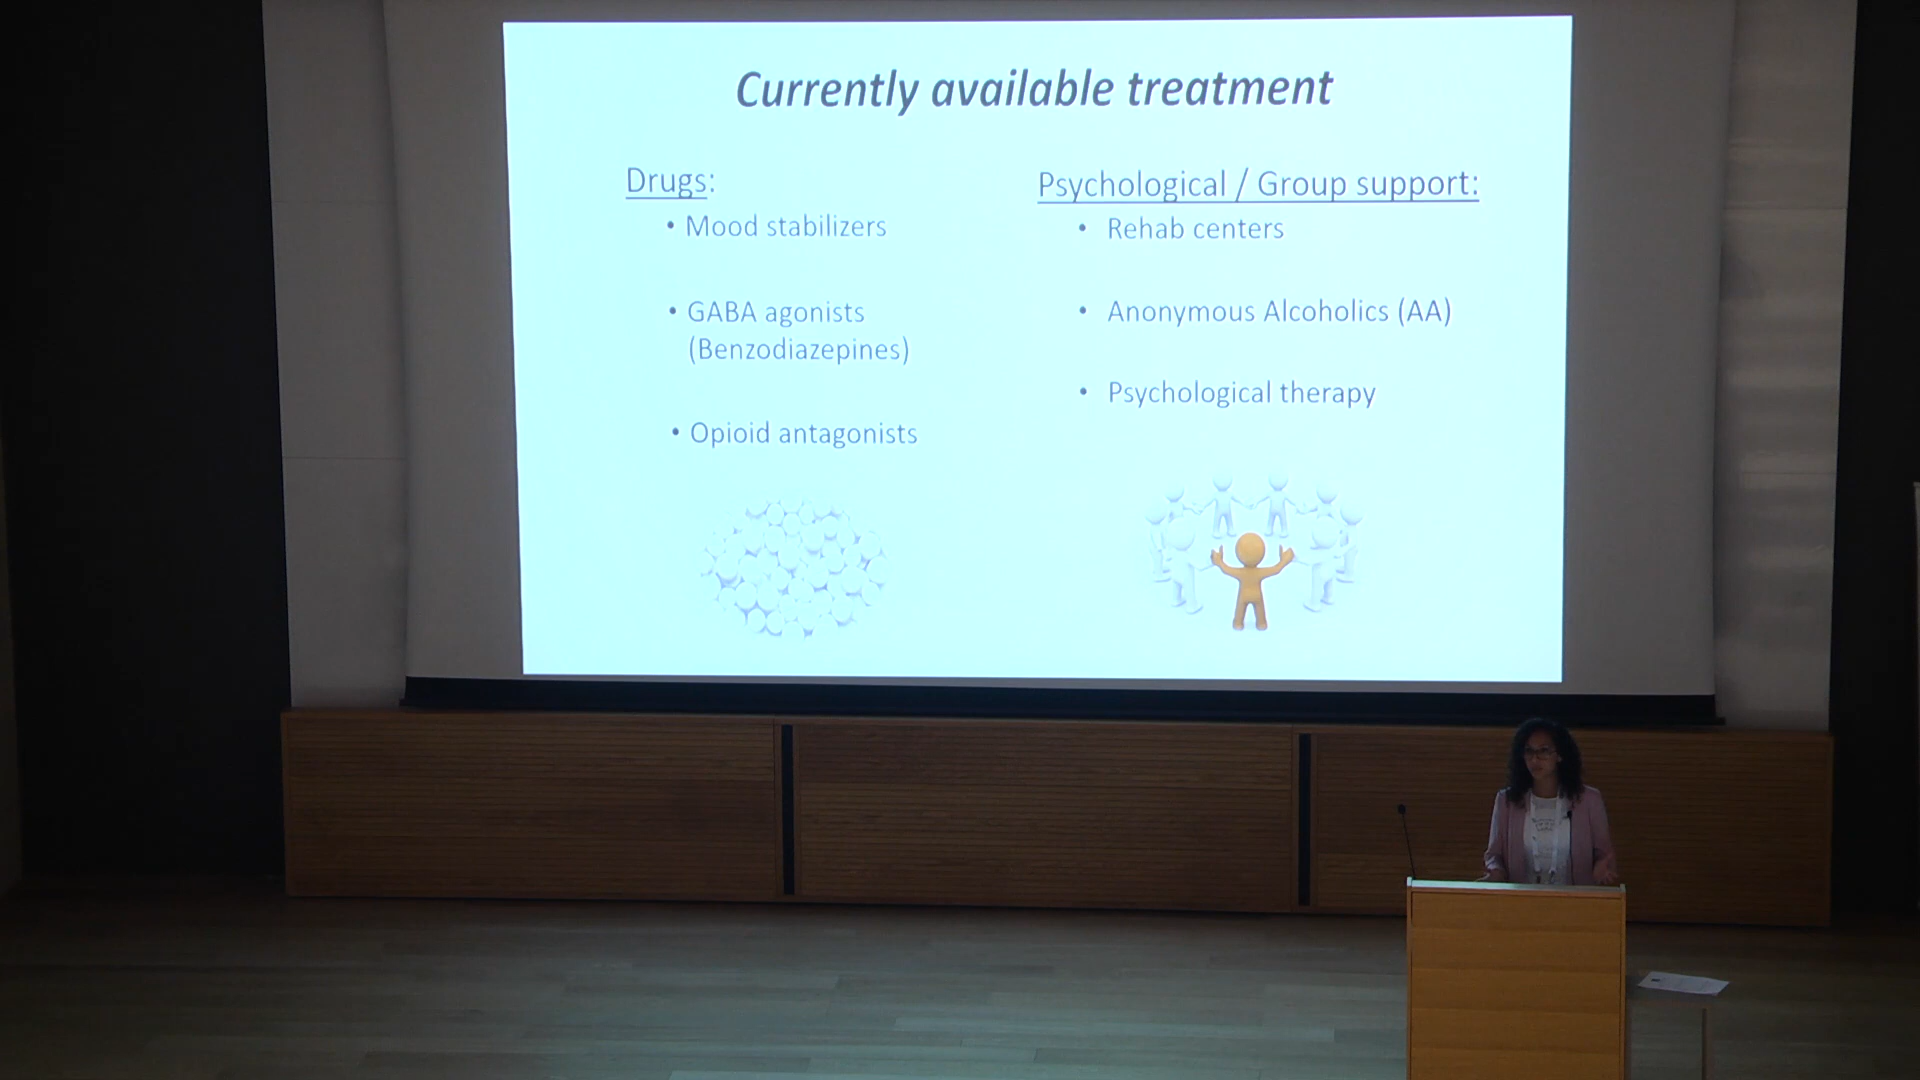 Currently available treatment
Drugs:
• Mood stabilizers
• GABA agonists
(Benzodiazepines)
• Opioid antagonists
Psychological / Group support:
• Rehab centers
• Anonymous Alcoholics (AA)
• Psychological therapy